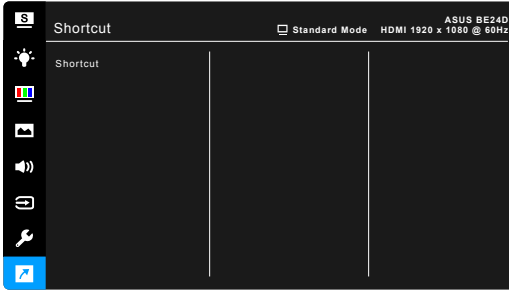 S
Shortcut
Standard Mode
ASUS BE24D
HDMI 1920 x 1080 @ 60Hz
Shortcut